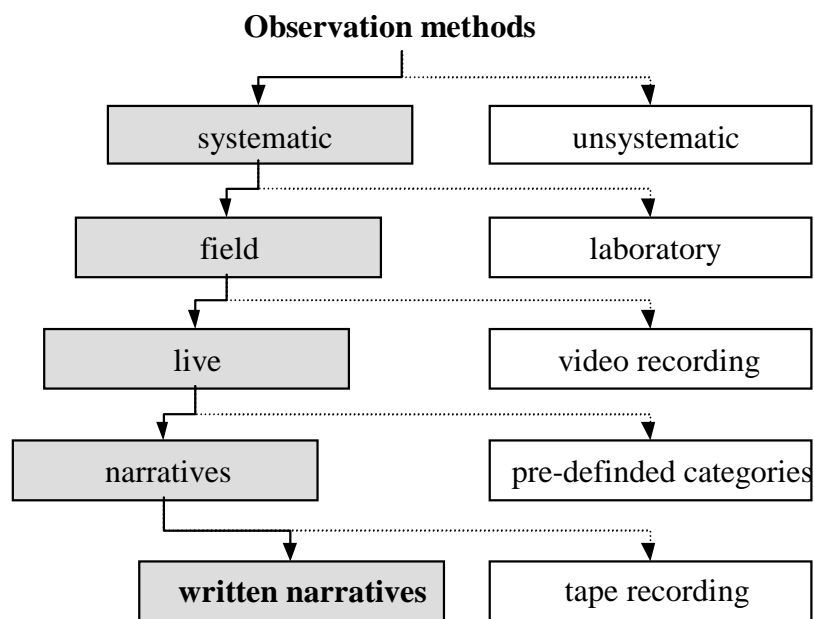 Observation methods
systematic
unsystematic
field
laboratory
live
video recording
narratives
pre-definded categories
written narratives
tape recording